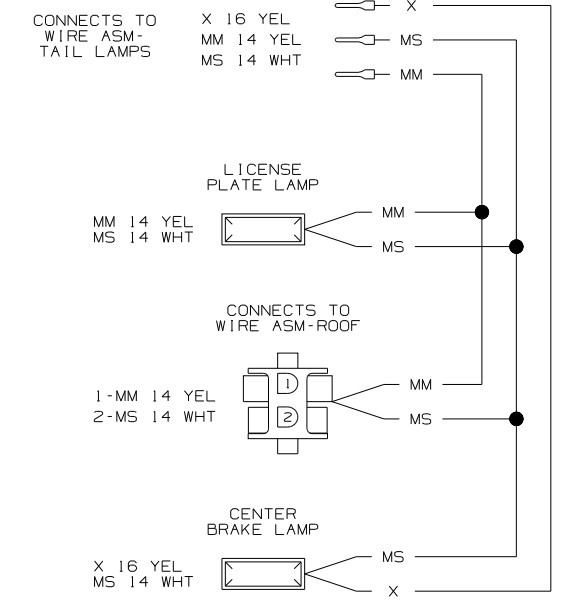 CONNECTS TO
WIRE ASM-
TAIL LAMPS
X 16 YEL
MM 14 YEL
MS 14 WHT
X
MS
MM
LICENSE
PLATE LAMP
MM 14 YEL
MS 14 WHT
MM
MS
CONNECTS TO
WIRE ASM-ROOF
1-MM 14 YEL
2-MS 14 WHT
1
2
MM
MS
CENTER
BRAKE LAMP
X 16 YEL
MS 14 WHT
MS
X